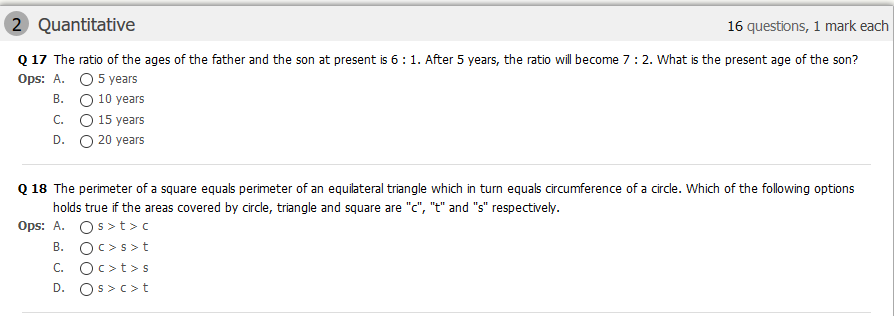 2 Quantitative 16 questions, 1 mark each
Q 17 The ratio of the ages of the father and the son at present is 6 : 1. After 5 years, the ratio will become 7 : 2. What is the present age of the son?
Ops: A. 5 years
B. 10 years
C. 15 years
D. 20 years
Q 18 The perimeter of a square equals perimeter of an equilateral triangle which in turn equals circumference of a circle. Which of the following options
holds true if the areas covered by circle, triangle and square are "c", "t" and "s" respectively.
Ops: A. s > t > c
B. c > s > t
C. c > t > s
D. s > c > t